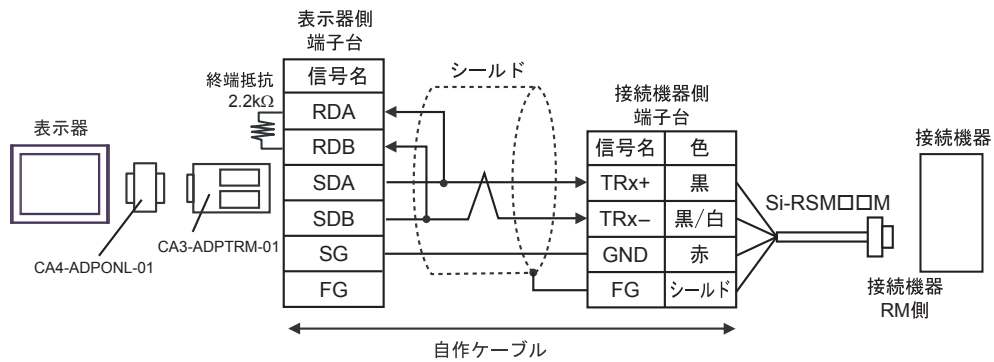 表示器側
端子台
信号名
RDA
RDB
SDA
SDB
SG
FG
終端抵抗
2.2kΩ
シールド
表示器
CA4-ADPONL-01
CA3-ADPTRM-01
接続機器側
端子台
信号名 色
TRx+ 黒
TRx− 黒/白
GND 赤
FG シールド
Si-RSM□□M
接続機器
接続機器
RM側
自作ケーブル